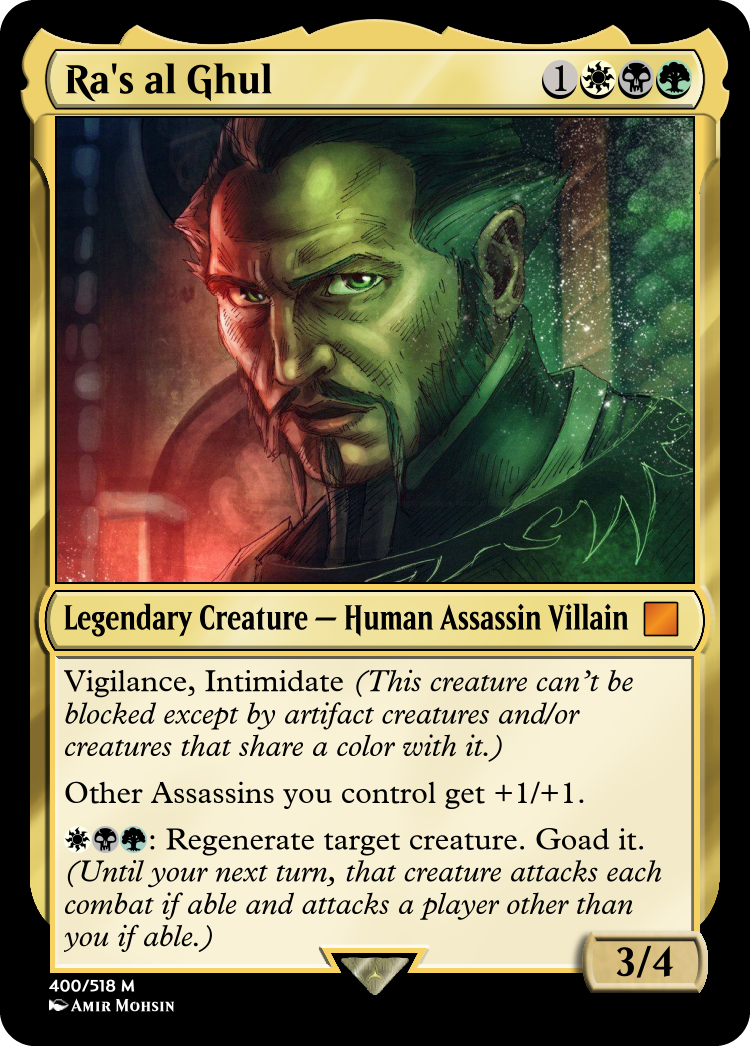 Ra's al Ghul 1
Legendary Creature — Human Assassin Villain
Vigilance, Intimidate (This creature can't be
blocked except by artifact creatures and/or
creatures that share a color with it.)
Other Assassins you control get +1/+1.
: Regenerate target creature. Goad it.
(Until your next turn, that creature attacks each
combat if able and attacks a player other than
you if able.)
3/4
400/518 M
Amir Mohsin